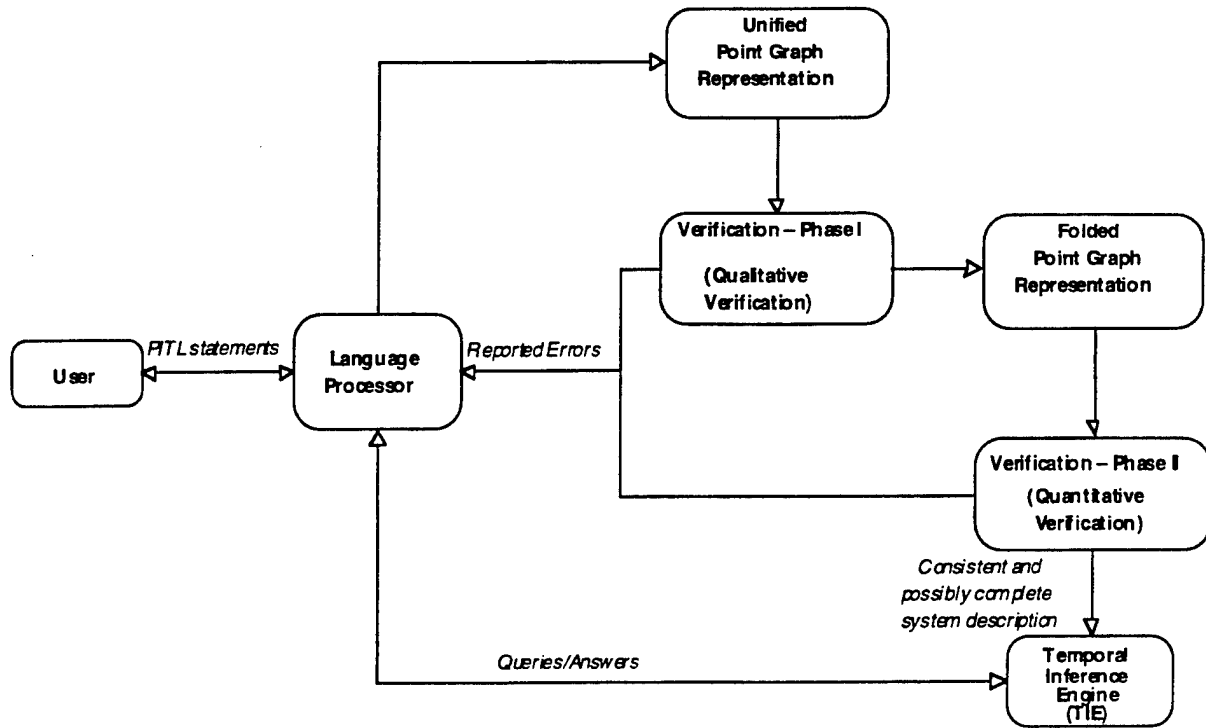 Unified
Point Graph
Representation
Verification – Phase I
(Qualitative
Verification)
Folded
Point Graph
Representation
User
PITL statements
Language
Processor
Reported Errors
Verification – Phase II
(Quantitative
Verification)
Consistent and
possibly complete
system description
Queries/Answers
Temporal
Inference
Engine
(TIE)